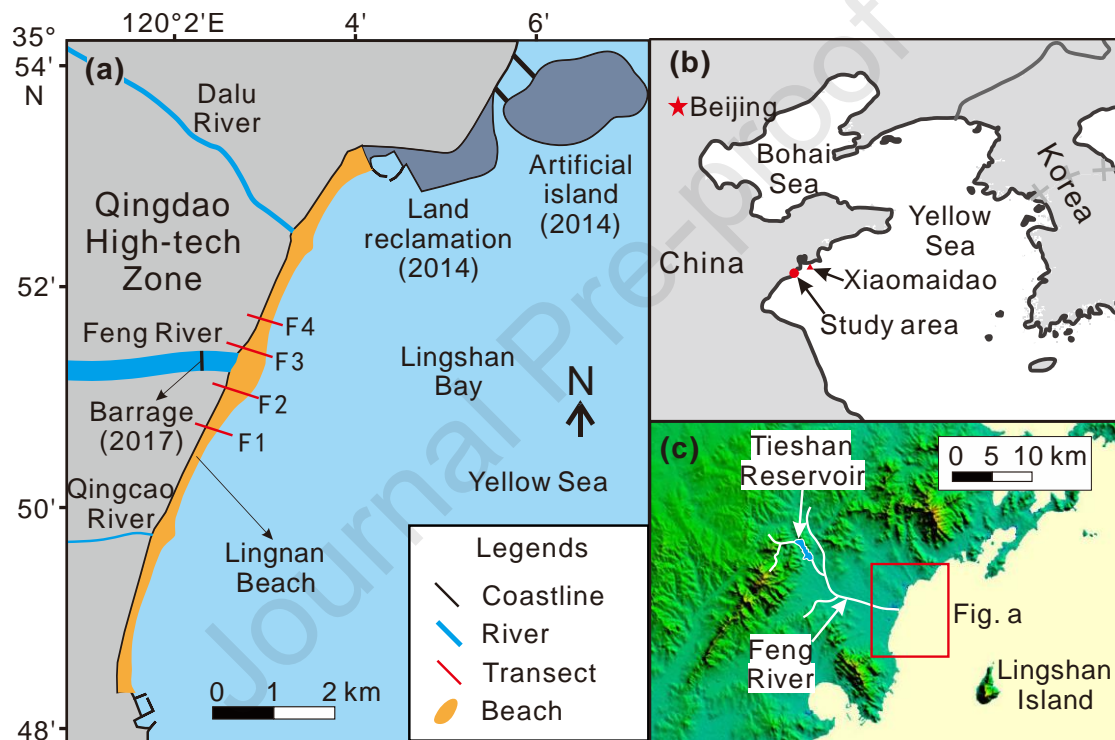 120° 2' E
4'
6'
35°
54'
N
(a)
Dalu
River
Qingdao
High-tech
Zone
Artificial
island
(2014)
Land
reclamation
(2014)
52'
Feng River
F4
F3
F2
F1
Lingshan
Bay
N
Barrage
(2017)
Yellow Sea
50'
Qingcao
River
Lingnan
Beach
Legends
Coastline
River
Transect
Beach
0 1 2 km
48'
(b)
Beijing
Bohai
Sea
Korea
Yellow
Sea
China
Xiaomaidao
Study area
(c)
Tieshan
Reservoir
0 5 10 km
Fig. a
Feng
River
Lingshan
Island
Journal Pre-proof